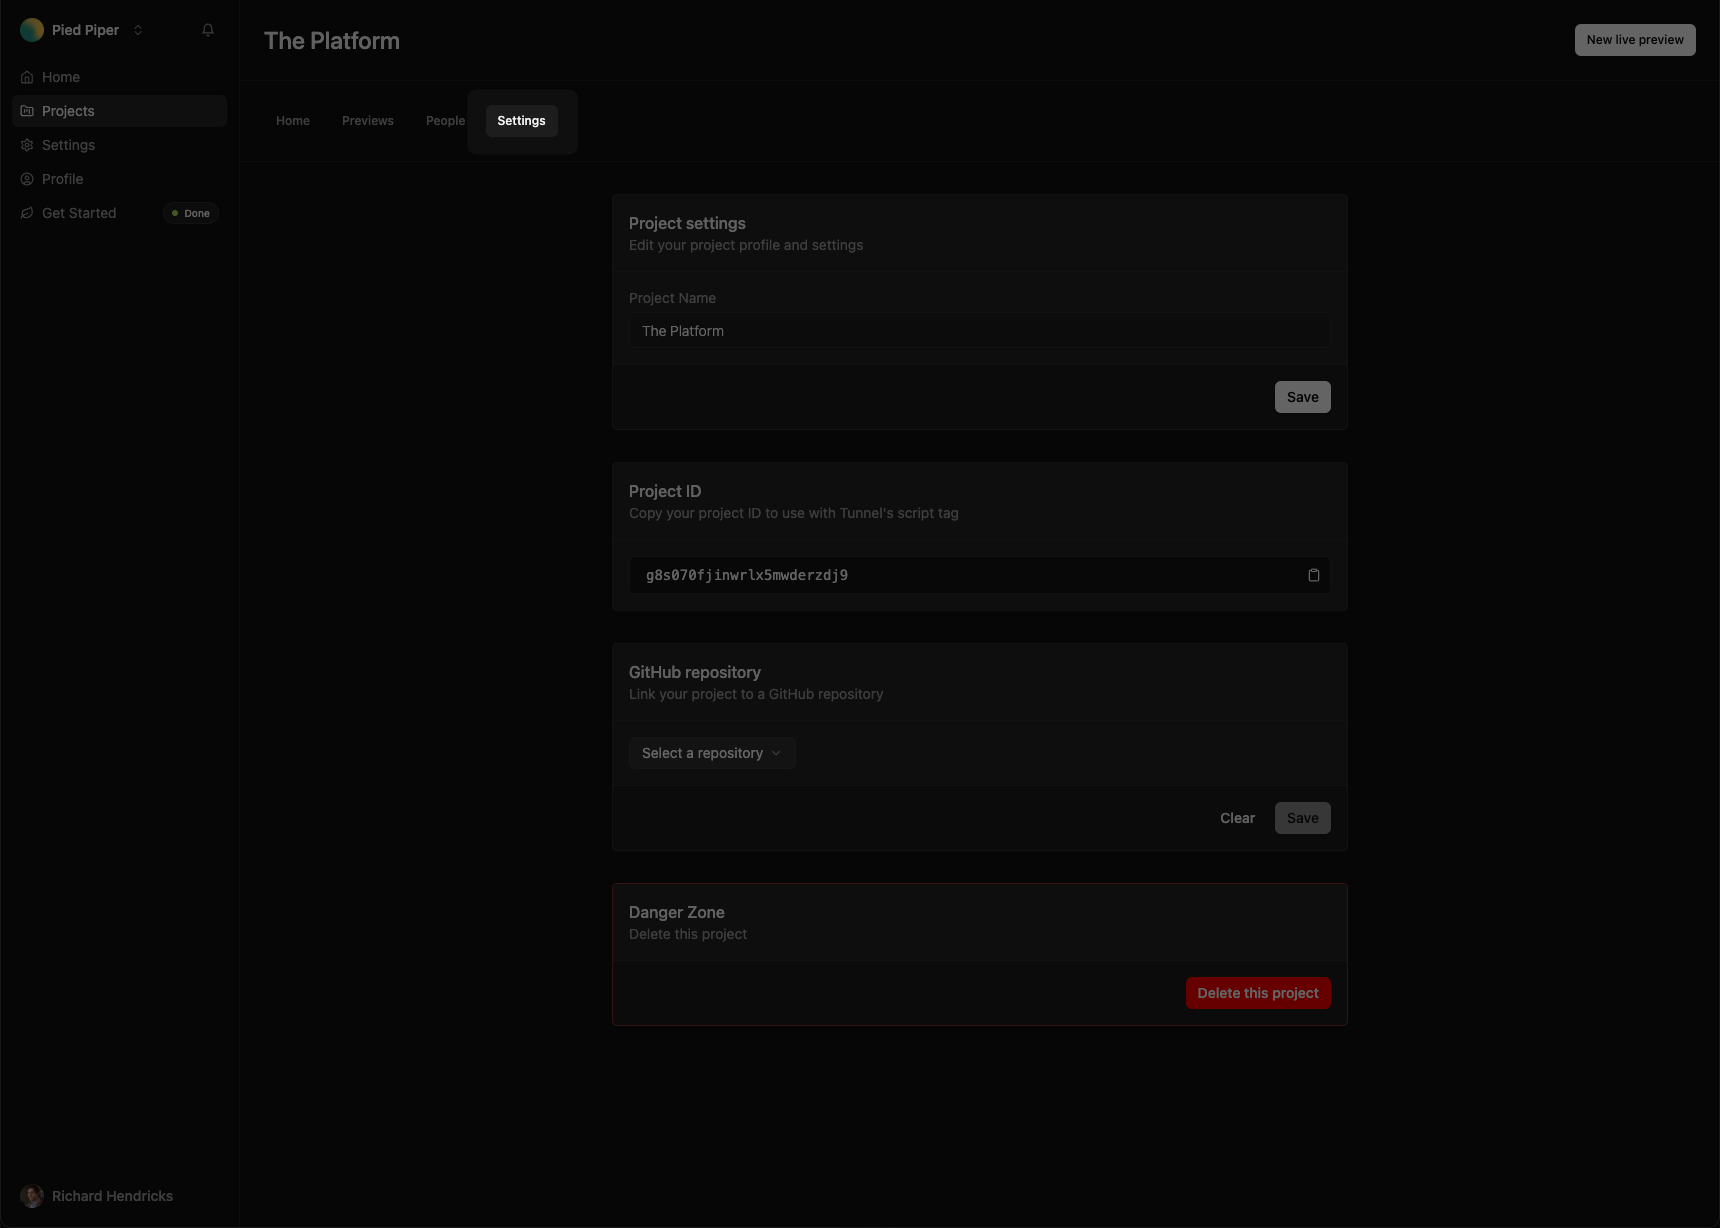 Pied Piper
Home
Projects
Settings
Profile
Get Started
Done
Richard Hendricks
The Platform
New live preview
Home
Previews
People
Settings
Project settings
Edit your project profile and settings
Project Name
The Platform
Save
Project ID
Copy your project ID to use with Tunnel's script tag
g8s070fjinwrlx5mwderzdj9
GitHub repository
Link your project to a GitHub repository
Select a repository
Clear
Save
Danger Zone
Delete this project
Delete this project